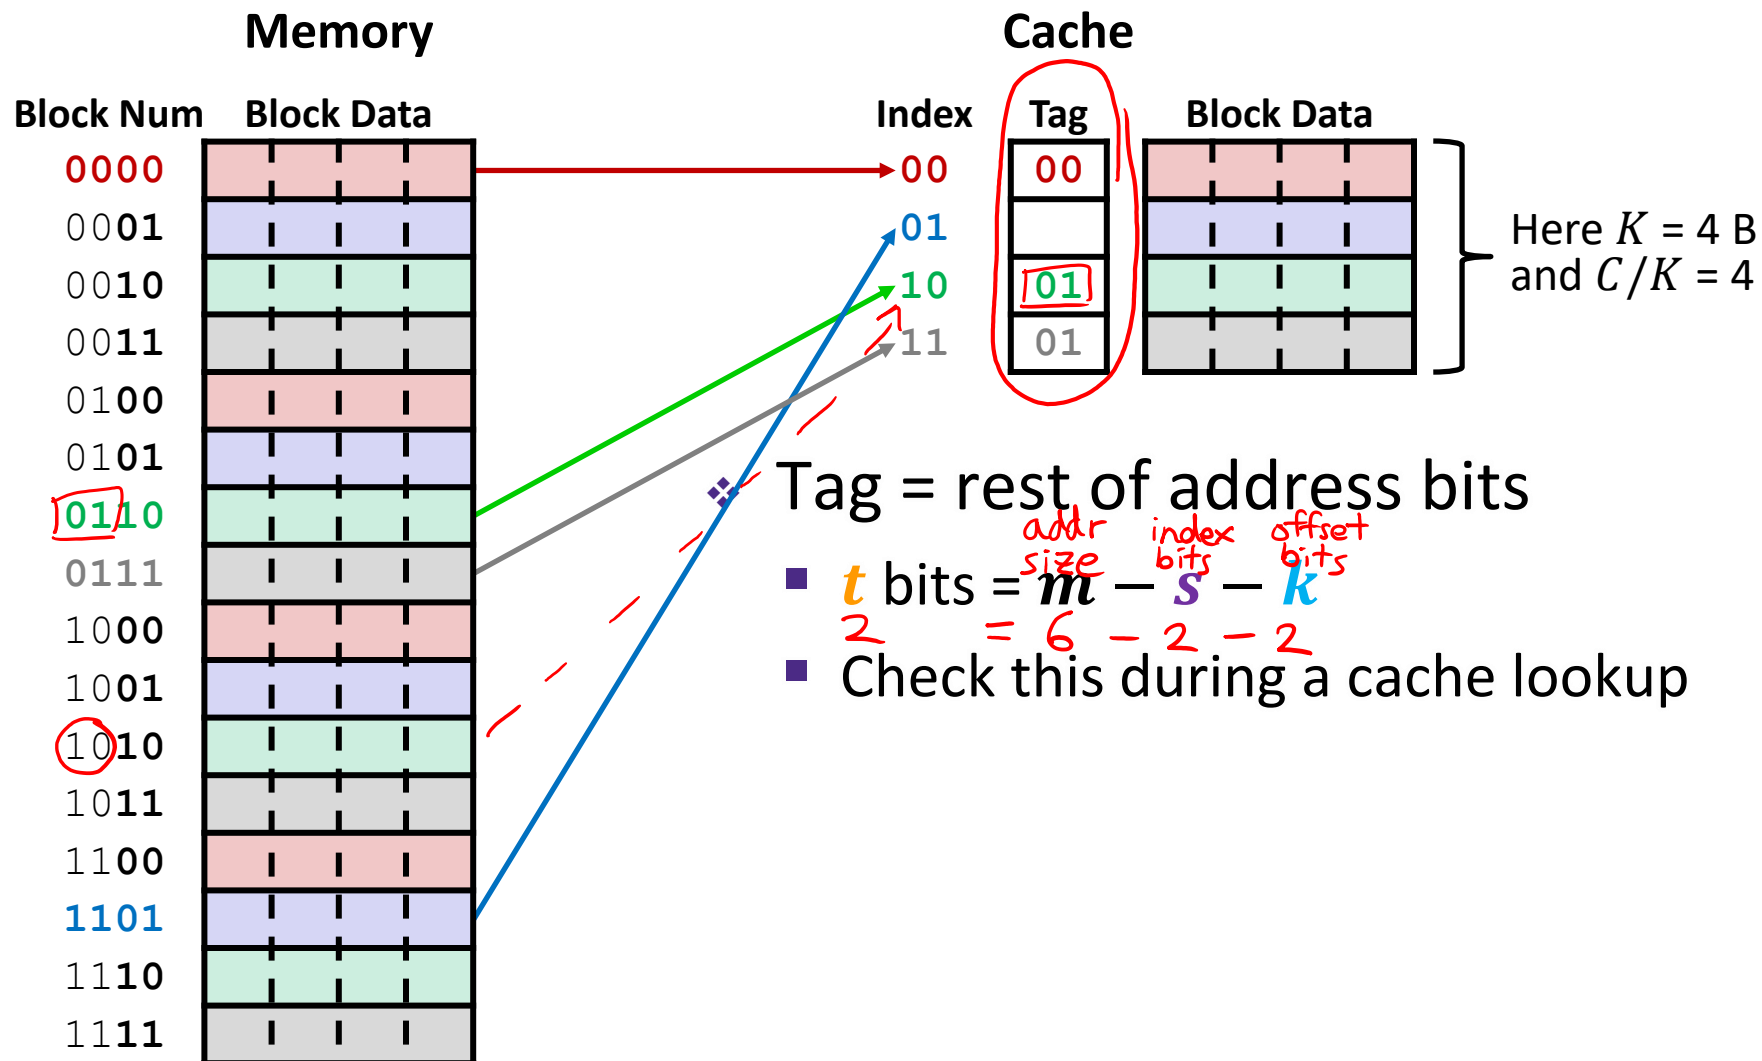 Memory
Cache
Block Num Block Data
Index Tag Block Data
0000
0001
0010
0011
0100
0101
0110
0111
1000
1001
1010
1011
1100
1101
1110
1111
00 00
01
10 01
11 01
Here K = 4 B
and C/K = 4
Tag = rest of address bits
addr size
index bits
offset bits
t bits = m − s − k
2 = 6 − 2 − 2
Check this during a cache lookup